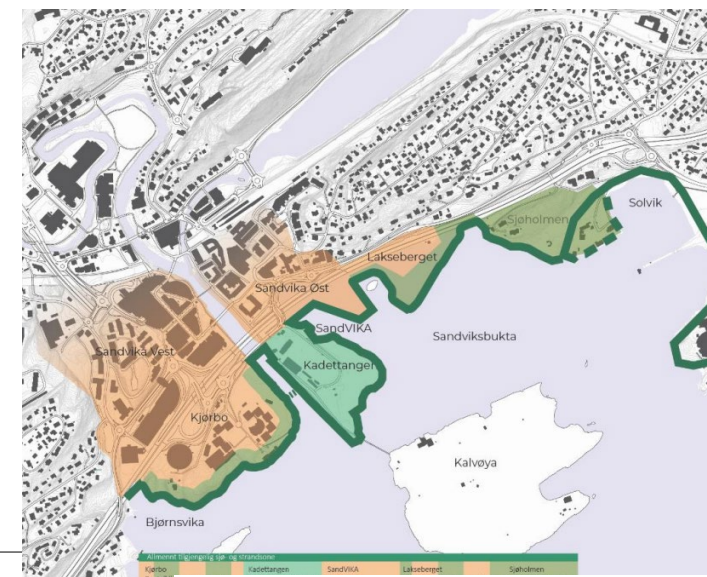 Solvik
Sjøholmen
Lakseberget
Sandvika Øst
SandVIKA
Sandviksbukta
Sandvika Vest
Kadettangen
Kjørbo
Kalvøya
Bjørnsvika
Allmennt tilgjengelig sjø- og strandsone
Kjørbo Kadettangen SandVIKA Lakseberget Sjøholmen